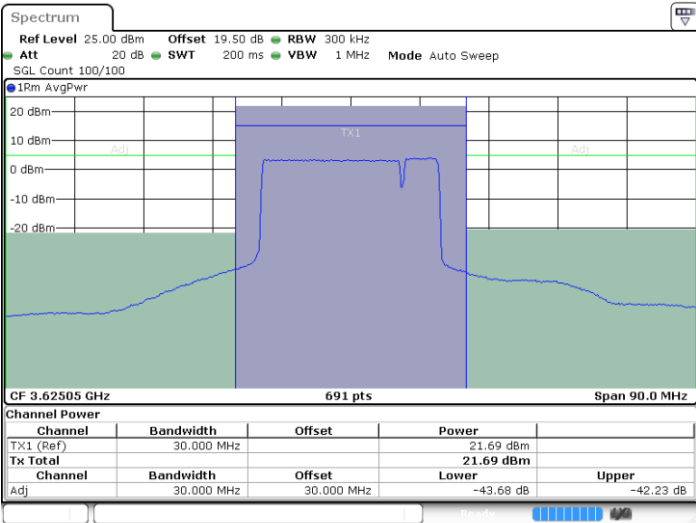 Spectrum
Ref Level 25.00 dBm Offset 19.50 dB RBW 300 kHz
Att 20 dB SWT 200 ms VBW 1 MHz Mode Auto Sweep
SGL Count 100/100
1Rm AvgPwr
20 dBm
TX1
10 dBm
Adj Adj
0 dBm
-10 dBm
-20 dBm
CF 3.62505 GHz 691 pts Span 90.0 MHz
Channel Power
Channel Bandwidth Offset Power
TX1 (Ref) 30.000 MHz 21.69 dBm
Tx Total 21.69 dBm
Channel Bandwidth Offset Lower Upper
Adj 30.000 MHz 30.000 MHz -43.68 dB -42.23 dB
Ready